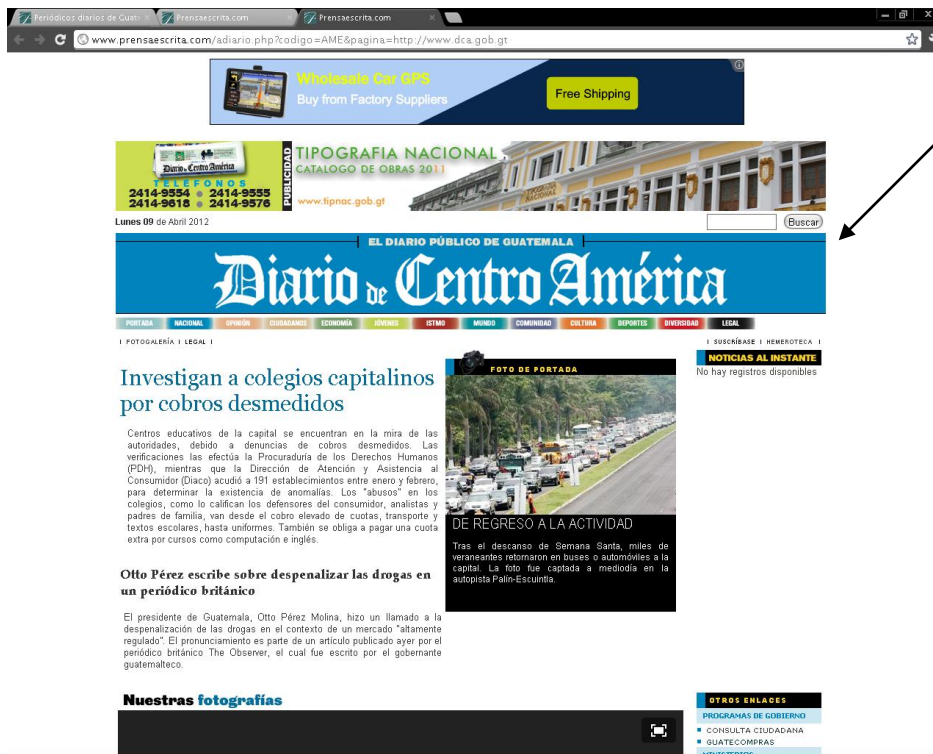 Periódicos diarios de Guate
Prensaescrita.com
Prensaescrita.com
www.prensaescrita.com/adiario.php?codigo=AME&pagina=http://www.dca.gob.gt
Wholesale Car GPS
Buy from Factory Suppliers
Free Shipping
Diario de Centro América
TELEFONOS
2414-9554 2414-9555
2414-9618 2414-9576
PUBLICIDAD
TIPOGRAFIA NACIONAL
CATALOGO DE OBRAS 2011
www.tipnac.gob.gt
TIPOGRAFIA
NACIONAL
Lunes 09 de Abril 2012
Buscar
EL DIARIO PÚBLICO DE GUATEMALA
Diario de Centro América
PORTADA NACIONAL OPINIÓN CIUDADANOS ECONOMÍA JÓVENES ISTMO MUNDO COMUNIDAD CULTURA DEPORTES DIVERSIDAD LEGAL
I FOTOGALERÍA I LEGAL I
I SUSCRÍBASE I HEMEROTECA I
Investigan a colegios capitalinos
por cobros desmedidos
Centros educativos de la capital se encuentran en la mira de las
autoridades, debido a denuncias de cobros desmedidos. Las
verificaciones las efectúa la Procuraduría de los Derechos Humanos
(PDH), mientras que la Dirección de Atención y Asistencia al
Consumidor (Diaco) acudió a 191 establecimientos entre enero y febrero,
para determinar la existencia de anomalías. Los "abusos" en los
colegios, como lo califican los defensores del consumidor, analistas y
padres de familia, van desde el cobro elevado de cuotas, transporte y
textos escolares, hasta uniformes. También se obliga a pagar una cuota
extra por cursos como computación e inglés.
Otto Pérez escribe sobre despenalizar las drogas en
un periódico británico
El presidente de Guatemala, Otto Pérez Molina, hizo un llamado a la
despenalización de las drogas en el contexto de un mercado "altamente
regulado". El pronunciamiento es parte de un artículo publicado ayer por el
periódico británico The Observer, el cual fue escrito por el gobernante
guatemalteco.
FOTO DE PORTADA
DE REGRESO A LA ACTIVIDAD
Tras el descanso de Semana Santa, miles de
veraneantes retornaron en buses o automóviles a la
capital. La foto fue captada a mediodía en la
autopista Palín-Escuintla.
NOTICIAS AL INSTANTE
No hay registros disponibles
Nuestras fotografías
OTROS ENLACES
PROGRAMAS DE GOBIERNO
CONSULTA CIUDADANA
GUATECOMPRAS
MINISTERIOS